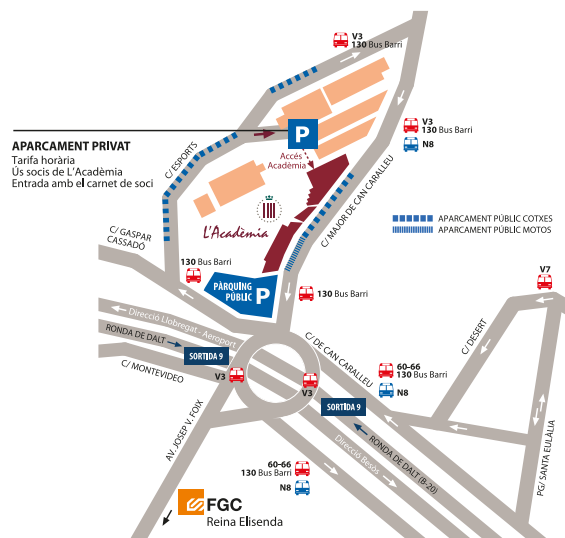 V3
130 Bus Barri
P
APARCAMENT PRIVAT
Tarifa horària
Ús socis de L'Acadèmia
Entrada amb el carnet de soci
C/ ESPORTS
Accés
Acadèmia
V3
130 Bus Barri
N8
L'Acadèmia
C/ MAJOR DE CAN CARALLEU
APARCAMENT PÚBLIC COTXES
APARCAMENT PÚBLIC MOTOS
C/ GASPAR
CASSADÓ
130 Bus Barri
PÀRQUING
PÚBLIC
P
130 Bus Barri
V7
Direcció Llobregat - Aeroport
RONDA DE DALT
SORTIDA 9
C/ MONTEVIDEO
V3
V3
C/ DE CAN CARALLEU
C/ DESERT
60-66
130 Bus Barri
N8
SORTIDA 9
AV. JOSEP V. FOIX
RONDA DE DALT (B-20)
Direcció Besòs
PG/ SANTA EULÀLIA
60-66
130 Bus Barri
N8
FGC
Reina Elisenda